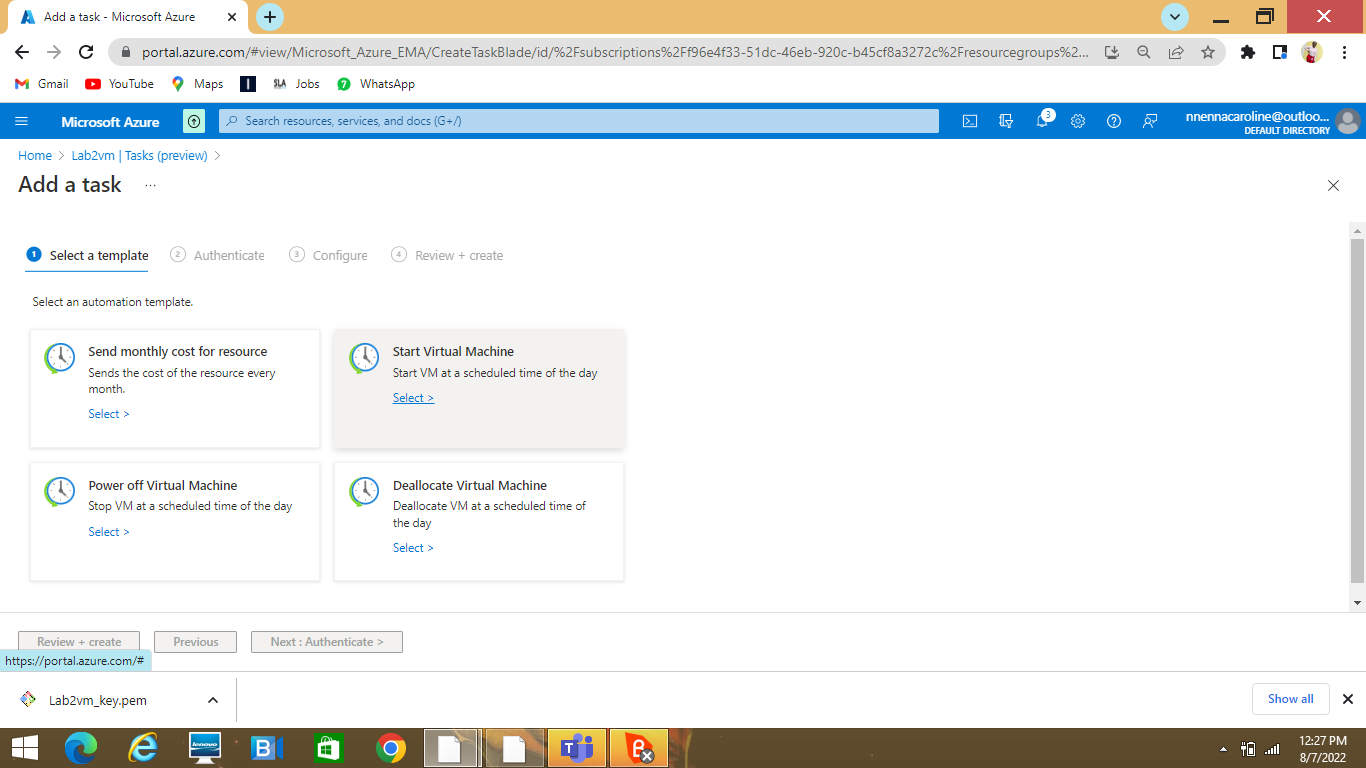 Add a task - Microsoft Azure
portal.azure.com/#view/Microsoft_Azure_EMA/CreateTaskBlade/id/%2Fsubscriptions%2Ff96e4f33-51dc-46eb-920c-b45cf8a3272c%2Fresourcegroups%2...
Gmail YouTube Maps SLA Jobs WhatsApp
Microsoft Azure Search resources, services, and docs (G+/) 3 nnennacaroline@outloo...
DEFAULT DIRECTORY
Home > Lab2vm | Tasks (preview) >
Add a task ...
1 Select a template 2 Authenticate 3 Configure 4 Review + create
Select an automation template.
Send monthly cost for resource
Sends the cost of the resource every
month.
Select >
Start Virtual Machine
Start VM at a scheduled time of the day
Select >
Power off Virtual Machine
Stop VM at a scheduled time of the day
Select >
Deallocate Virtual Machine
Deallocate VM at a scheduled time of
the day
Select >
Review + create Previous Next : Authenticate >
https://portal.azure.com/#
Lab2vm_key.pem Show all
lenovo
12:27 PM
8/7/2022